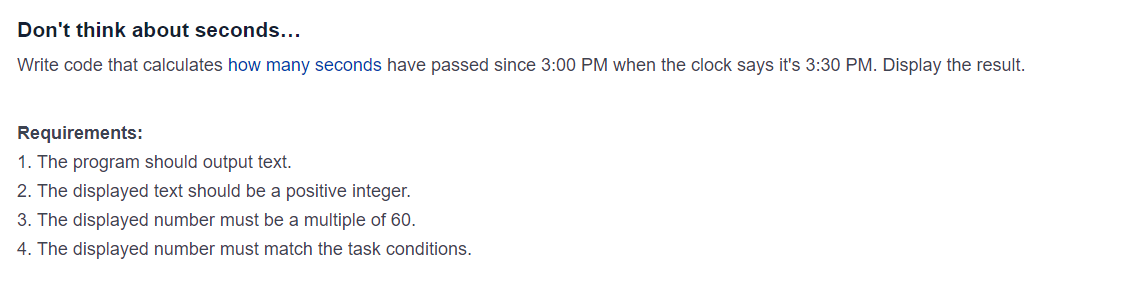 Don't think about seconds…
Write code that calculates how many seconds have passed since 3:00 PM when the clock says it's 3:30 PM. Display the result.
Requirements:
1. The program should output text.
2. The displayed text should be a positive integer.
3. The displayed number must be a multiple of 60.
4. The displayed number must match the task conditions.